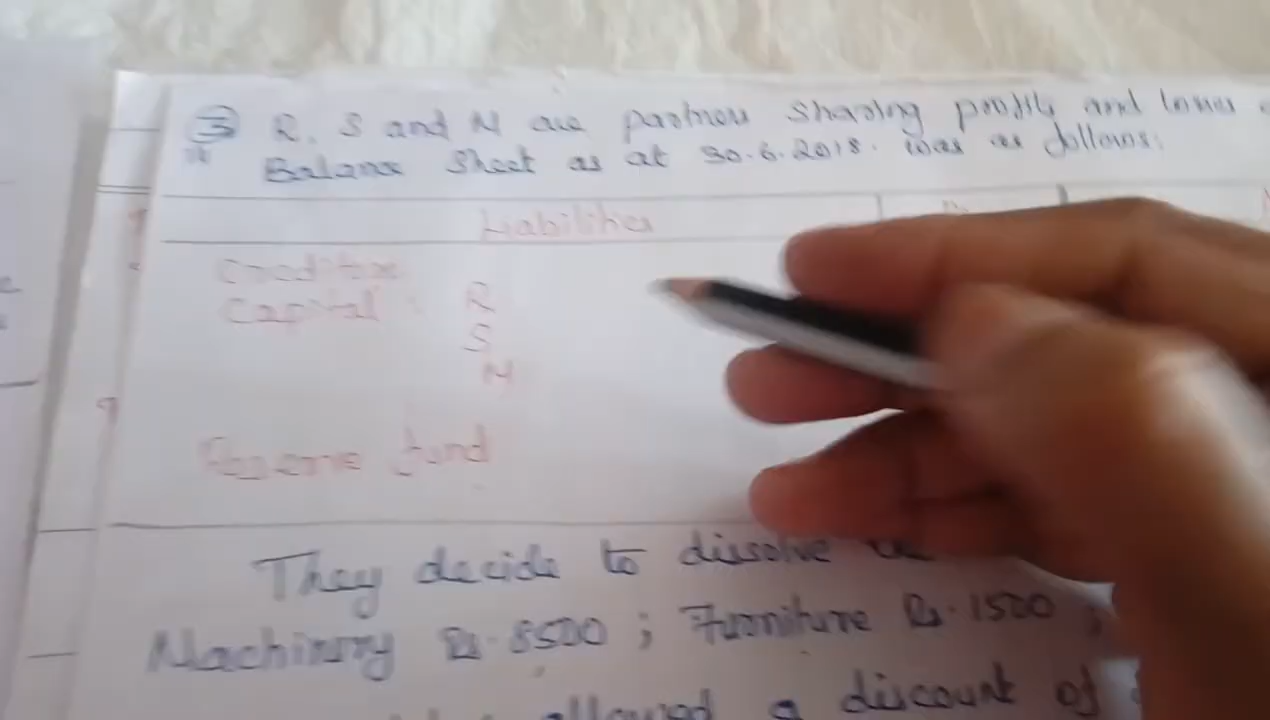 3 R, S and M are partners sharing profits and losses
Balance Sheet as at 30.6.2018. was as follows:
Liabilities
Creditors
Capital : R
S
M
Reserve fund
They decide to dissolve
Machinery Rs. 8500 ; Furniture Rs. 1500 ;
allowed a discount of